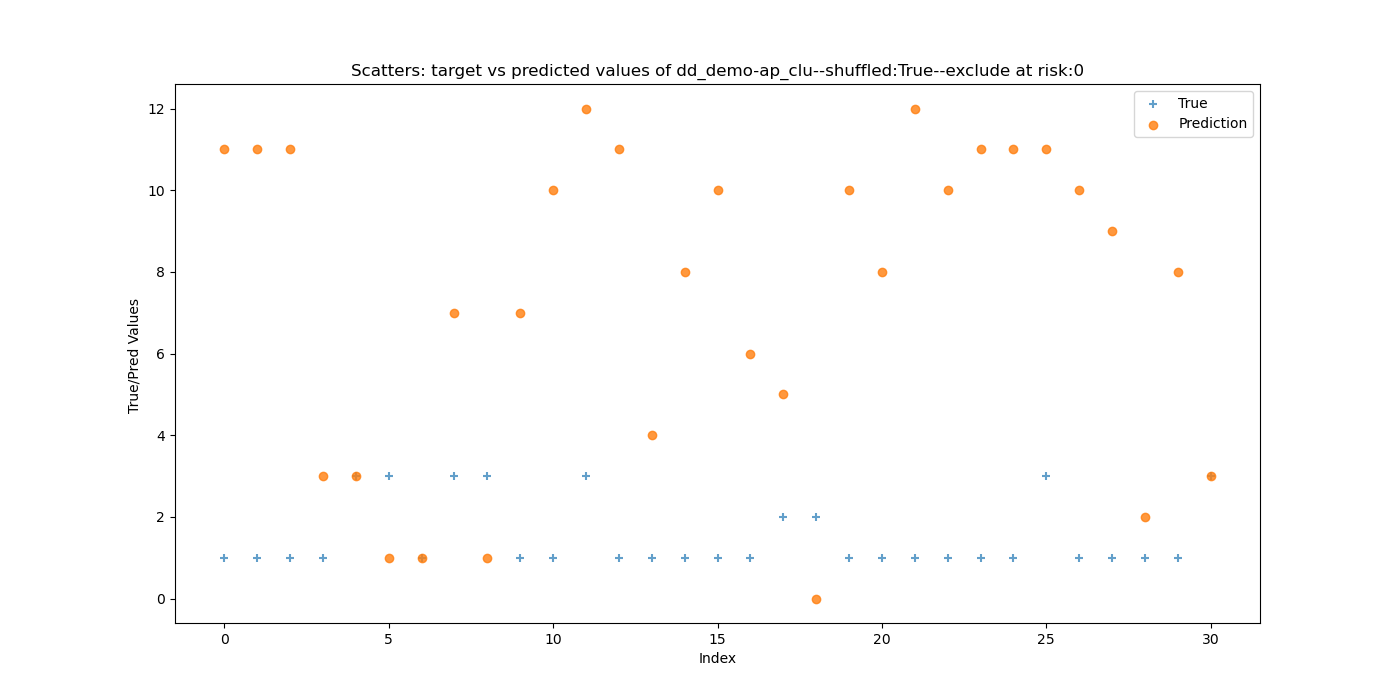 Scatters: target vs predicted values of dd_demo-ap_clu--shuffled:True--exclude at risk:0
True
Prediction
True/Pred Values
12
10
8
6
4
2
0
0 5 10 15 20 25 30
Index